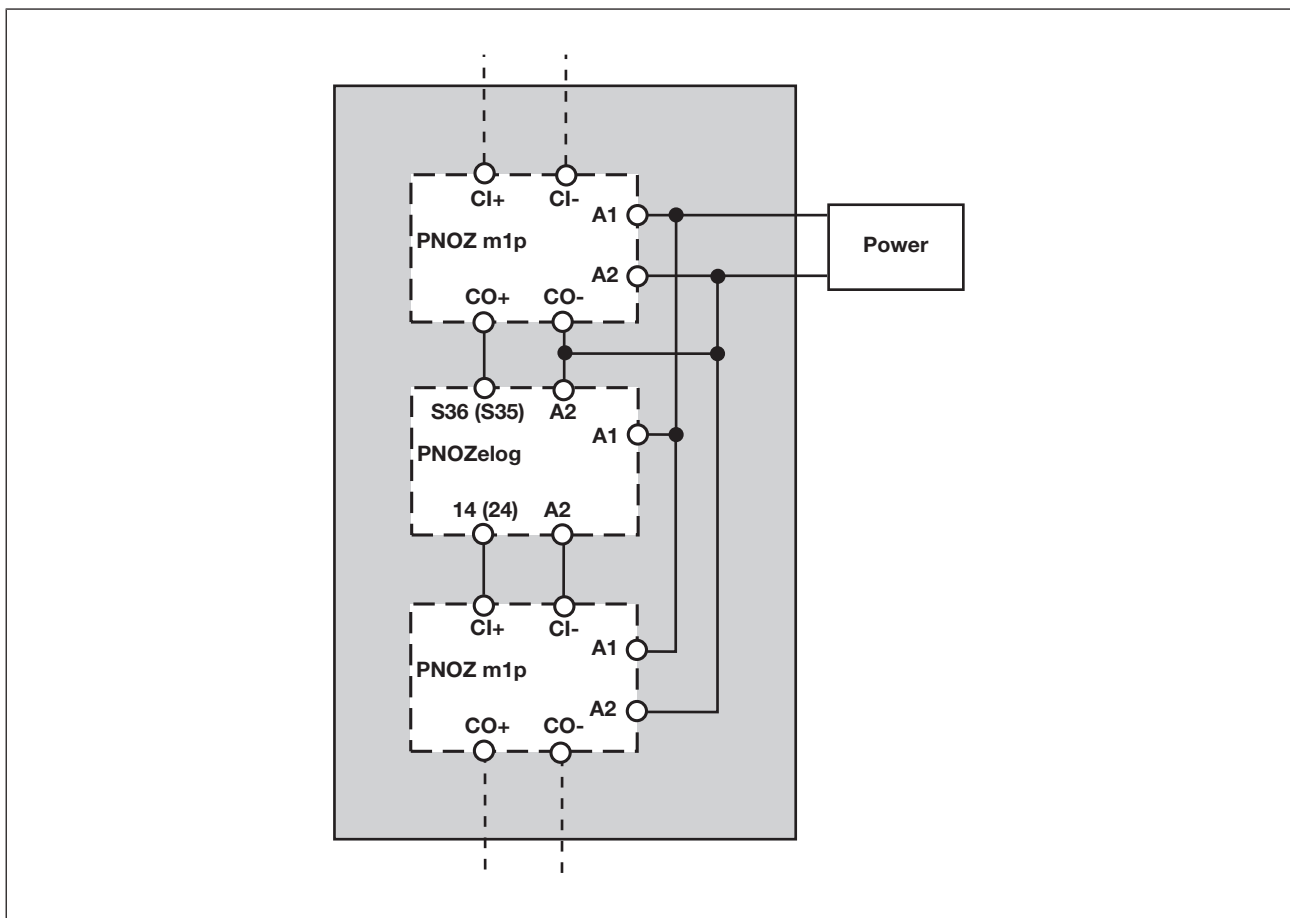 CI+ CI-
A1
PNOZ m1p
Power
A2
CO+ CO-
S36 (S35) A2
A1
PNOZelog
14 (24) A2
CI+ CI-
A1
PNOZ m1p
A2
CO+ CO-